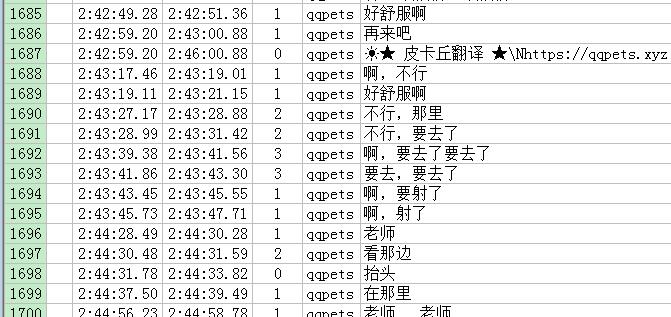 1685 2:42:49.28 2:42:51.36 1 qqpets 好舒服啊
1686 2:42:59.20 2:43:00.88 1 qqpets 再来吧
1687 2:42:59.20 2:46:00.88 0 qqpets ☀★ 皮卡丘翻译 ★\Nhttps://qqpets.xyz
1688 2:43:17.46 2:43:19.01 1 qqpets 啊，不行
1689 2:43:19.11 2:43:21.15 1 qqpets 好舒服啊
1690 2:43:27.17 2:43:28.88 2 qqpets 不行，那里
1691 2:43:28.99 2:43:31.42 2 qqpets 不行，要去了
1692 2:43:39.38 2:43:41.56 3 qqpets 啊，要去了要去了
1693 2:43:41.86 2:43:43.30 3 qqpets 要去，要去了
1694 2:43:43.45 2:43:45.55 1 qqpets 啊，要射了
1695 2:43:45.73 2:43:47.71 1 qqpets 啊，射了
1696 2:44:28.49 2:44:30.28 1 qqpets 老师
1697 2:44:30.48 2:44:31.59 2 qqpets 看那边
1698 2:44:31.78 2:44:33.82 0 qqpets 抬头
1699 2:44:37.50 2:44:39.49 1 qqpets 在那里
1700 2:44:56.23 2:44:58.78 1 qqpets 老师 老师